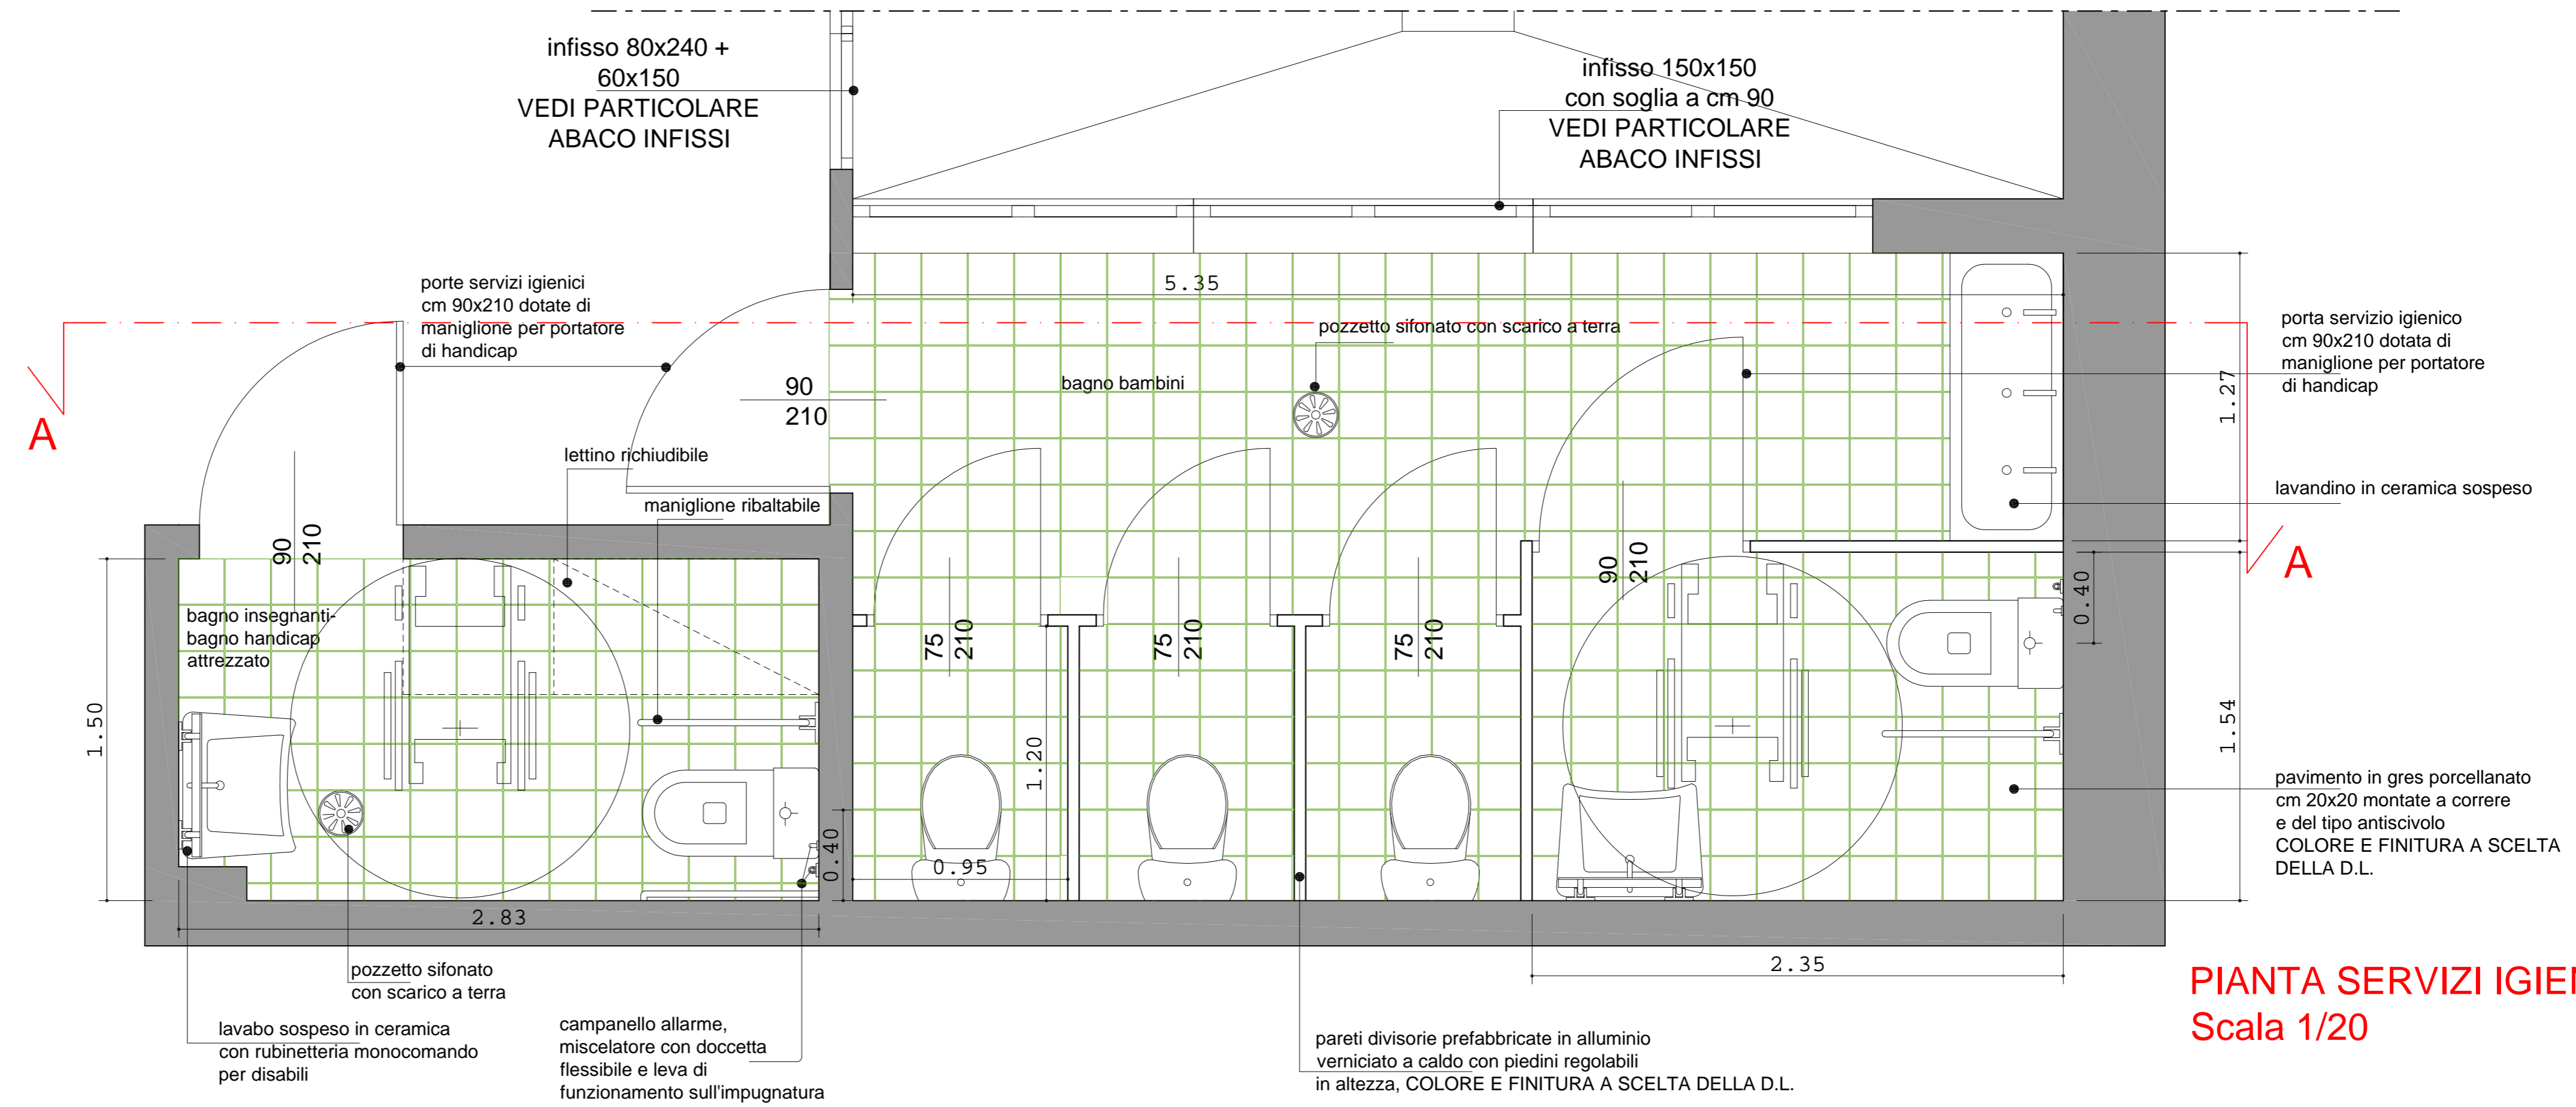 infisso 80x240 +
60x150
VEDI PARTICOLARE
ABACO INFISSI
infisso 150x150
con soglia a cm 90
VEDI PARTICOLARE
ABACO INFISSI
porte servizi igienici
cm 90x210 dotate di
maniglione per portatore
di handicap
5.35
pozzetto sifonato con scarico a terra
porta servizio igienico
cm 90x210 dotata di
maniglione per portatore
di handicap
A
90
210
bagno bambini
1.27
lettino richiudibile
maniglione ribaltabile
lavandino in ceramica sospeso
90
210
90
210
A
0.40
bagno insegnanti-
bagno handicap
attrezzato
75
210
75
210
75
210
1.50
1.20
1.54
pavimento in gres porcellanato
cm 20x20 montate a correre
e del tipo antiscivolo
COLORE E FINITURA A SCELTA
DELLA D.L.
0.40
0.95
2.83
2.35
pozzetto sifonato
con scarico a terra
lavabo sospeso in ceramica
con rubinetteria monocomando
per disabili
campanello allarme,
miscelatore con doccetta
flessibile e leva di
funzionamento sull'impugnatura
pareti divisorie prefabbricate in alluminio
verniciato a caldo con piedini regolabili
in altezza, COLORE E FINITURA A SCELTA DELLA D.L.
PIANTA SERVIZI IGIE
Scala 1/20